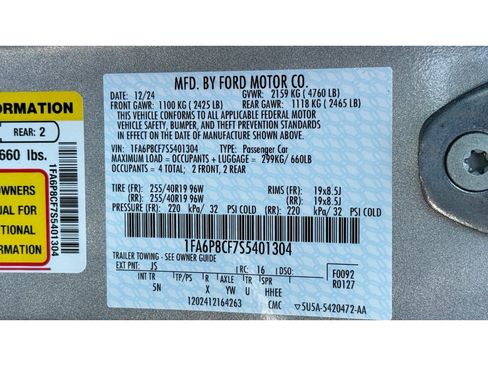 ORMATION
REAR: 2
660 lbs.
OWNERS
UAL FOR
DITIONAL
RMATION
1FA6P8CF7S5401304
MFD. BY FORD MOTOR CO.
DATE: 12/24 GVWR: 2159 KG ( 4760 LB)
FRONT GAWR: 1100 KG ( 2425 LB) REAR GAWR: 1118 KG ( 2465 LB)
THIS VEHICLE CONFORMS TO ALL APPLICABLE FEDERAL MOTOR
VEHICLE SAFETY, BUMPER, AND THEFT PREVENTION STANDARDS IN
EFFECT ON THE DATE OF MANUFACTURE SHOWN ABOVE.
VIN: 1FA6P8CF7S5401304 TYPE: Passenger Car
MAXIMUM LOAD = OCCUPANTS + LUGGAGE = 299KG / 660LB
OCCUPANTS = 4 TOTAL; 2 FRONT, 2 REAR
TIRE (FR): 255/40R19 96W RIMS (FR): 19x8.5J
(RR): 255/40R19 96W (RR): 19x8.5J
PRESSURE (FR): 220 kPa/ 32 PSI COLD (RR): 220 kPa/ 32 PSI COLD
1FA6P8CF7S5401304
TRAILER TOWING - SEE OWNER GUIDE
EXT PNT: JS RC: 16 DSO: F0092
INT TR TP/PS R AXLE TR SPR R0127
5N X YW U HHEE
1202412164263 CMC 5U5A-5420472-AA